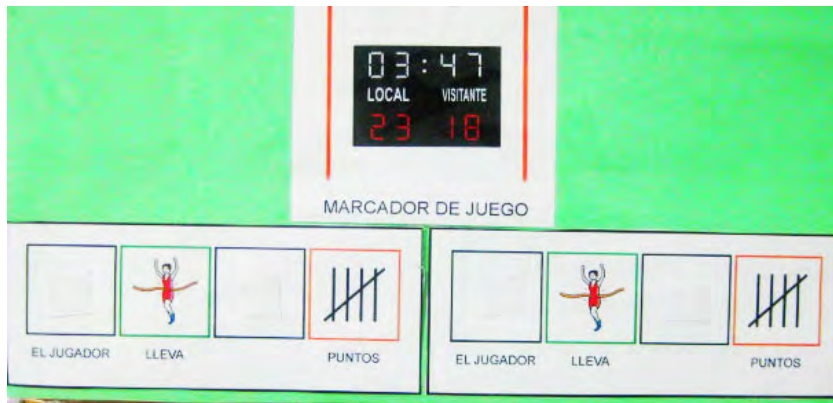 03:47
LOCAL VISITANTE
23 18
MARCADOR DE JUEGO
EL JUGADOR LLEVA PUNTOS
EL JUGADOR LLEVA PUNTOS